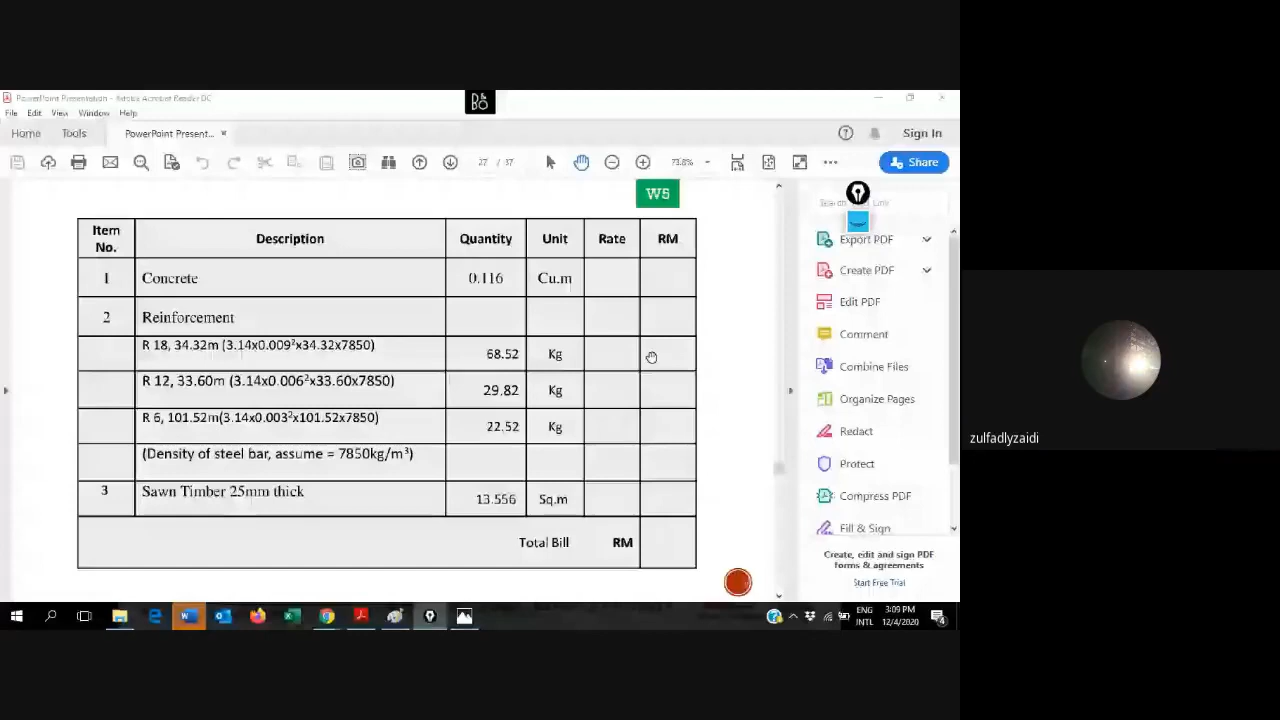 PowerPoint Presentation - Adobe Acrobat Reader DC
B&O
File Edit View Window Help
Home Tools PowerPoint Present... × Sign In
27 / 37 73.8% Share
W5
Search
Item No. Description Quantity Unit Rate RM
1 Concrete 0.116 Cu.m
2 Reinforcement
R 18, 34.32m (3.14x0.009²x34.32x7850) 68.52 Kg
R 12, 33.60m (3.14x0.006²x33.60x7850) 29.82 Kg
R 6, 101.52m(3.14x0.003²x101.52x7850) 22.52 Kg
(Density of steel bar, assume = 7850kg/m³)
3 Sawn Timber 25mm thick 13.556 Sq.m
Total Bill RM
Export PDF
Create PDF
Edit PDF
Comment
Combine Files
Organize Pages
Redact
Protect
Compress PDF
Fill & Sign
Create, edit and sign PDF
forms & agreements
Start Free Trial
zulfadlyzaidi
ENG 3:09 PM
INTL 12/4/2020 4